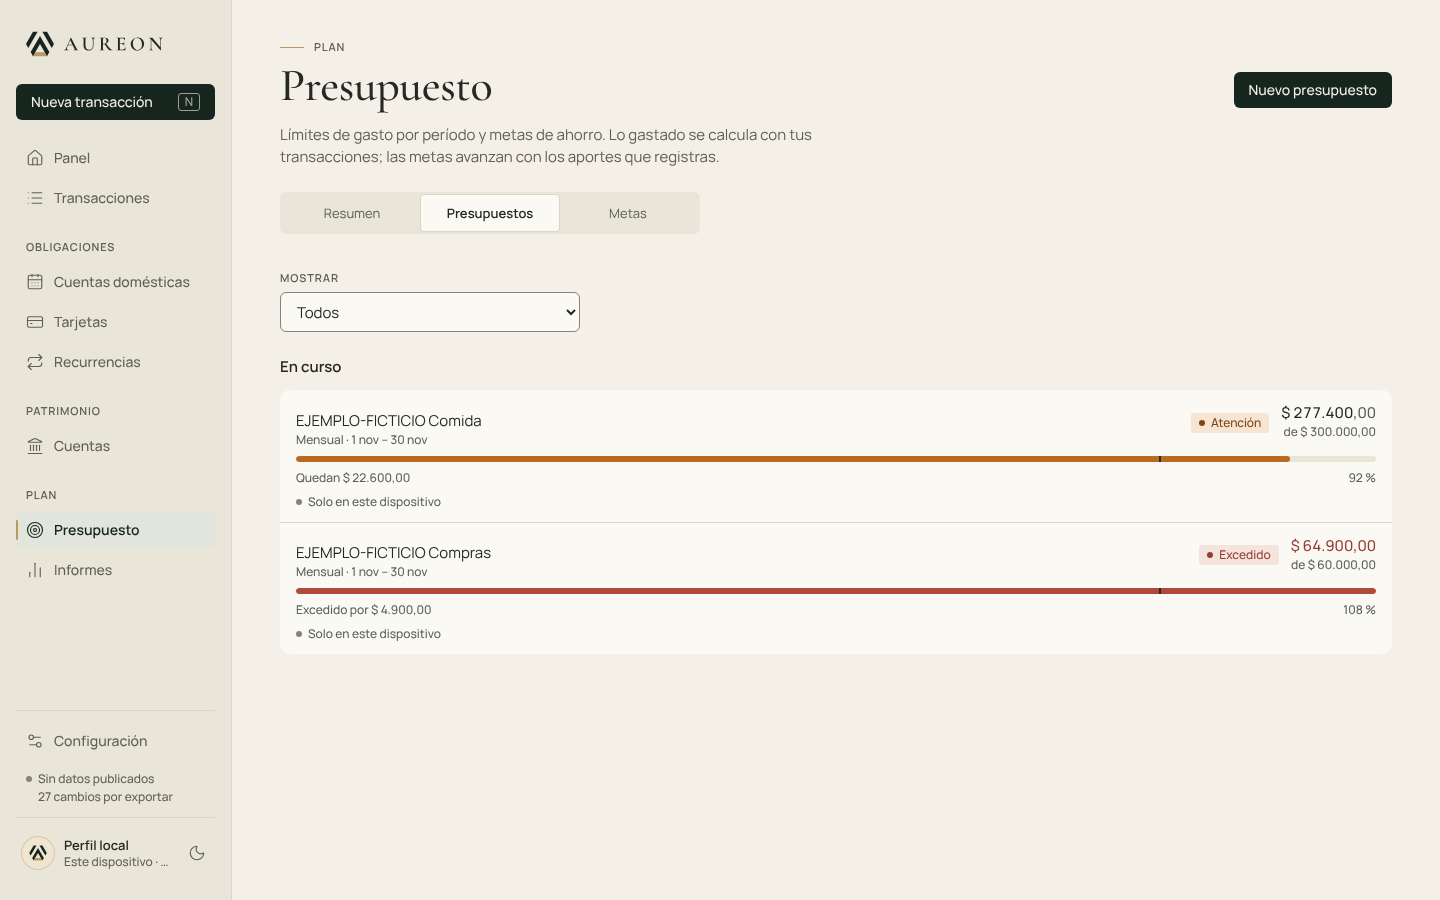 AUREON
Nueva transacción N
Panel
Transacciones
OBLIGACIONES
Cuentas domésticas
Tarjetas
Recurrencias
PATRIMONIO
Cuentas
PLAN
Presupuesto
Informes
Configuración
Sin datos publicados
27 cambios por exportar
Perfil local
Este dispositivo · ...
PLAN
Presupuesto
Nuevo presupuesto
Límites de gasto por período y metas de ahorro. Lo gastado se calcula con tus
transacciones; las metas avanzan con los aportes que registras.
Resumen Presupuestos Metas
MOSTRAR
Todos
En curso
EJEMPLO-FICTICIO Comida
Mensual · 1 nov – 30 nov
Atención
$ 277.400,00
de $ 300.000,00
Quedan $ 22.600,00
92 %
Solo en este dispositivo
EJEMPLO-FICTICIO Compras
Mensual · 1 nov – 30 nov
Excedido
$ 64.900,00
de $ 60.000,00
Excedido por $ 4.900,00
108 %
Solo en este dispositivo